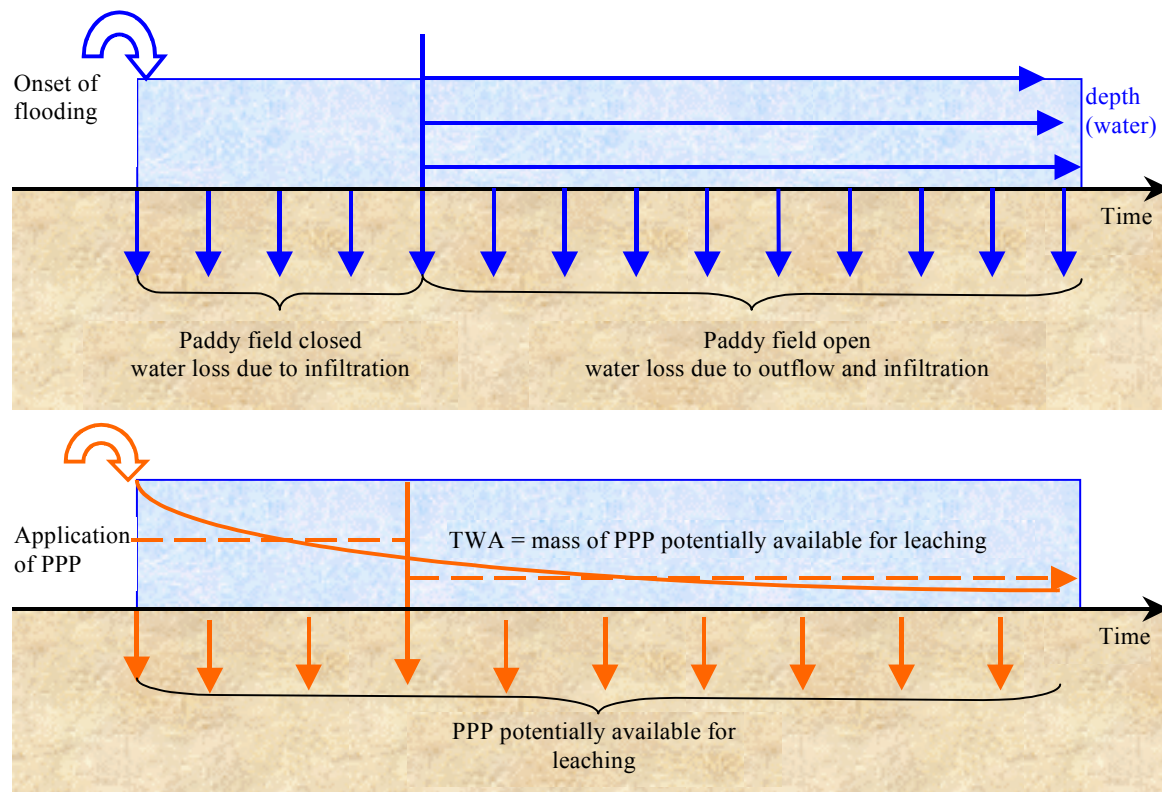 Onset of
flooding
depth
(water)
Time
Paddy field closed
water loss due to infiltration
Paddy field open
water loss due to outflow and infiltration
Application
of PPP
TWA = mass of PPP potentially available for leaching
Time
PPP potentially available for
leaching